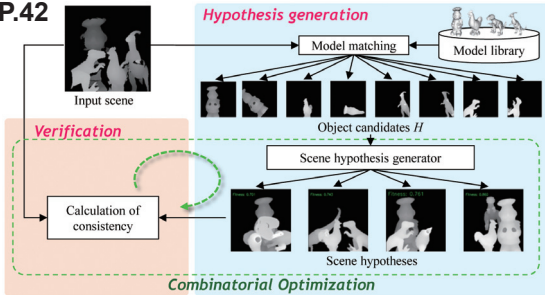 P.42
Hypothesis generation
Model matching
Model library
Input scene
Object candidates H
Verification
Scene hypothesis generator
Calculation of
consistency
Scene hypotheses
Combinatorial Optimization